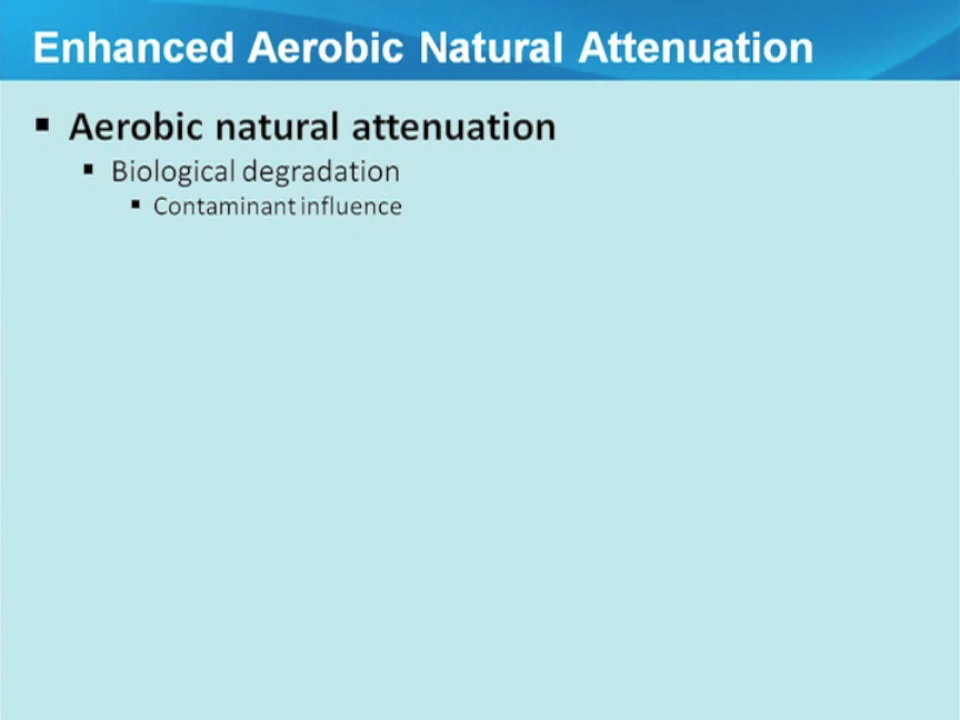 Enhanced Aerobic Natural Attenuation
Aerobic natural attenuation
Biological degradation
Contaminant influence